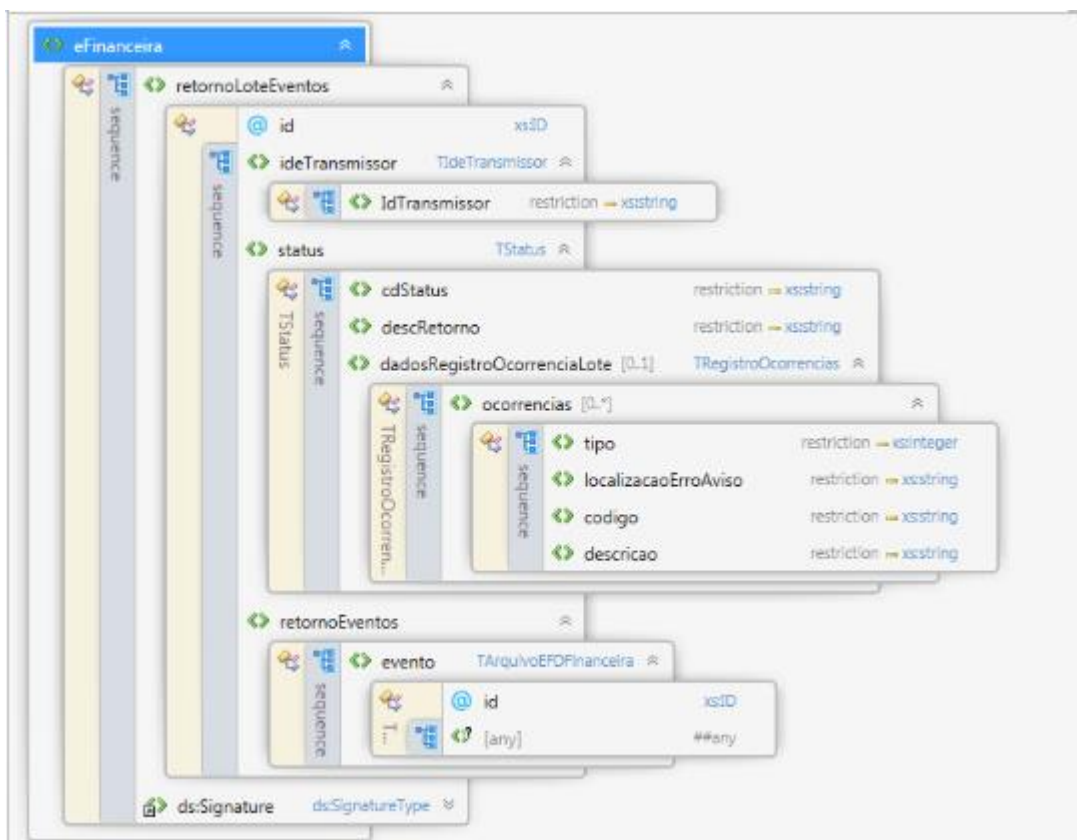 eFinanceira
sequence
retornoLoteEventos
sequence
@ id xs:ID
ideTransmissor TIdeTransmissor
IdTransmissor restriction xs:string
status TStatus
TStatus
sequence
cdStatus restriction xs:string
descRetorno restriction xs:string
dadosRegistroOcorrenciaLote [0..1] TRegistroOcorrencias
TRegistroOcorren...
sequence
ocorrencias [0..*]
sequence
tipo restriction xs:integer
localizacaoErroAviso restriction xs:string
codigo restriction xs:string
descricao restriction xs:string
retornoEventos
sequence
evento TArquivoEFDFinanceira
T...
@ id xs:ID
[any] ##any
ds:Signature ds:SignatureType